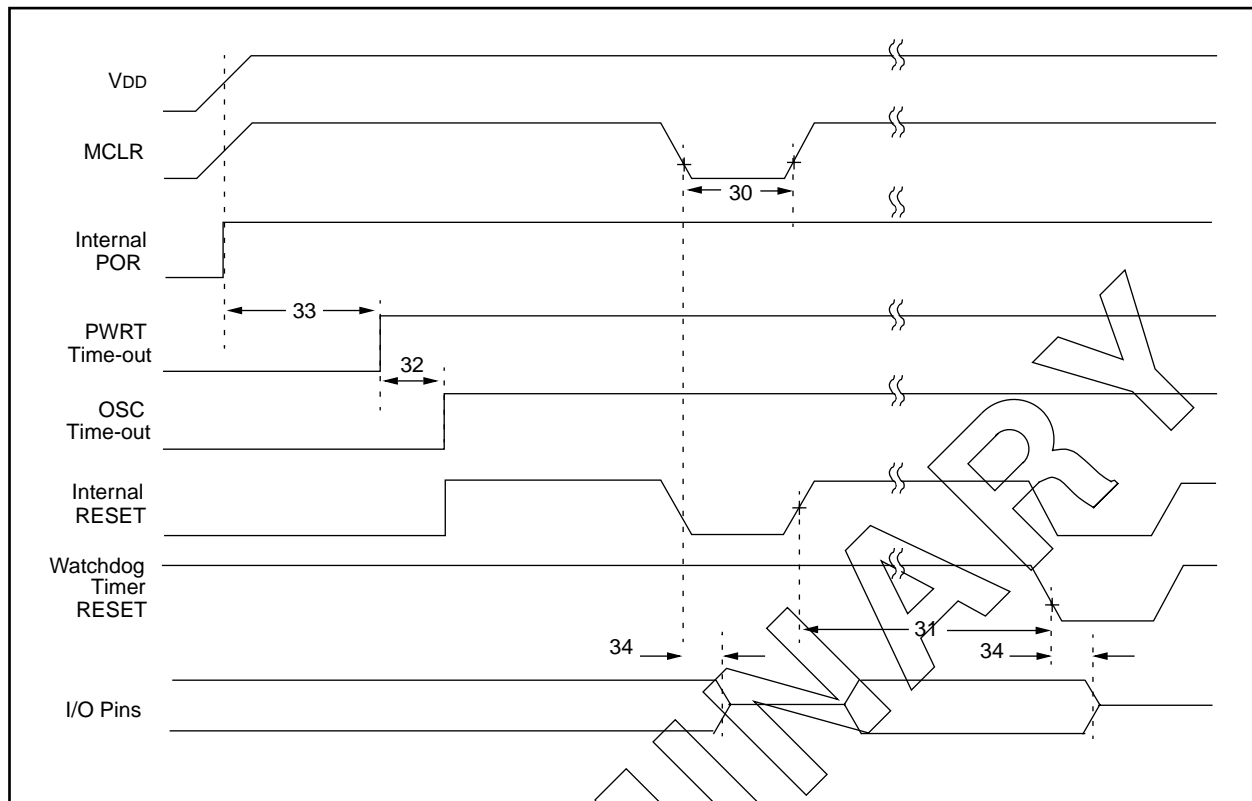 VDD
MCLR
30
Internal
POR
33
PWRT
Time-out
32
OSC
Time-out
Internal
RESET
Watchdog
Timer
RESET
31
34
34
I/O Pins
INARY